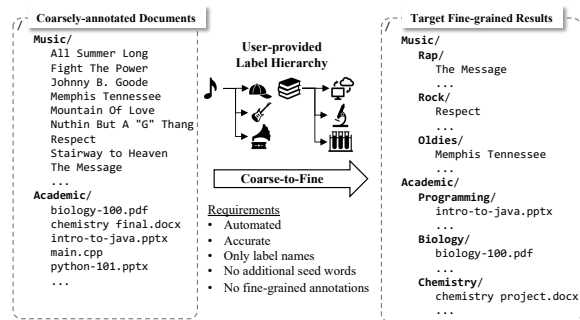 Coarsely-annotated Documents
/
Music/
All Summer Long
Fight The Power
Johnny B. Goode
Memphis Tennessee
Mountain Of Love
Nuthin But A "G" Thang
Respect
Stairway to Heaven
The Message
...
Academic/
biology-100.pdf
chemistry final.docx
intro-to-java.pptx
main.cpp
python-101.pptx
...
User-provided
Label Hierarchy
Coarse-to-Fine
Requirements
• Automated
• Accurate
• Only label names
• No additional seed words
• No fine-grained annotations
Target Fine-grained Results
/
Music/
Rap/
The Message
...
Rock/
Respect
...
Oldies/
Memphis Tennessee
...
Academic/
Programming/
intro-to-java.pptx
...
Biology/
biology-100.pdf
...
Chemistry/
chemistry project.docx
...